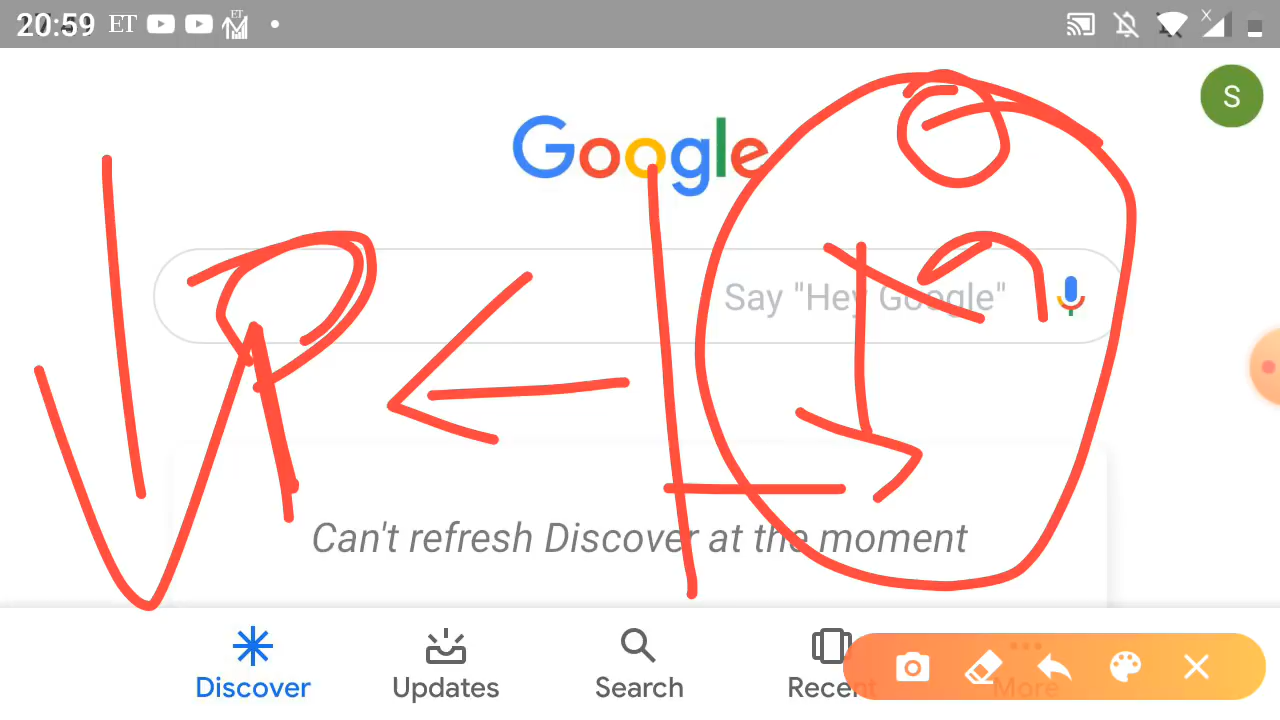 20:59 ET
S
Google
Say "Hey Google"
Can't refresh Discover at the moment
Discover Updates Search Recent More